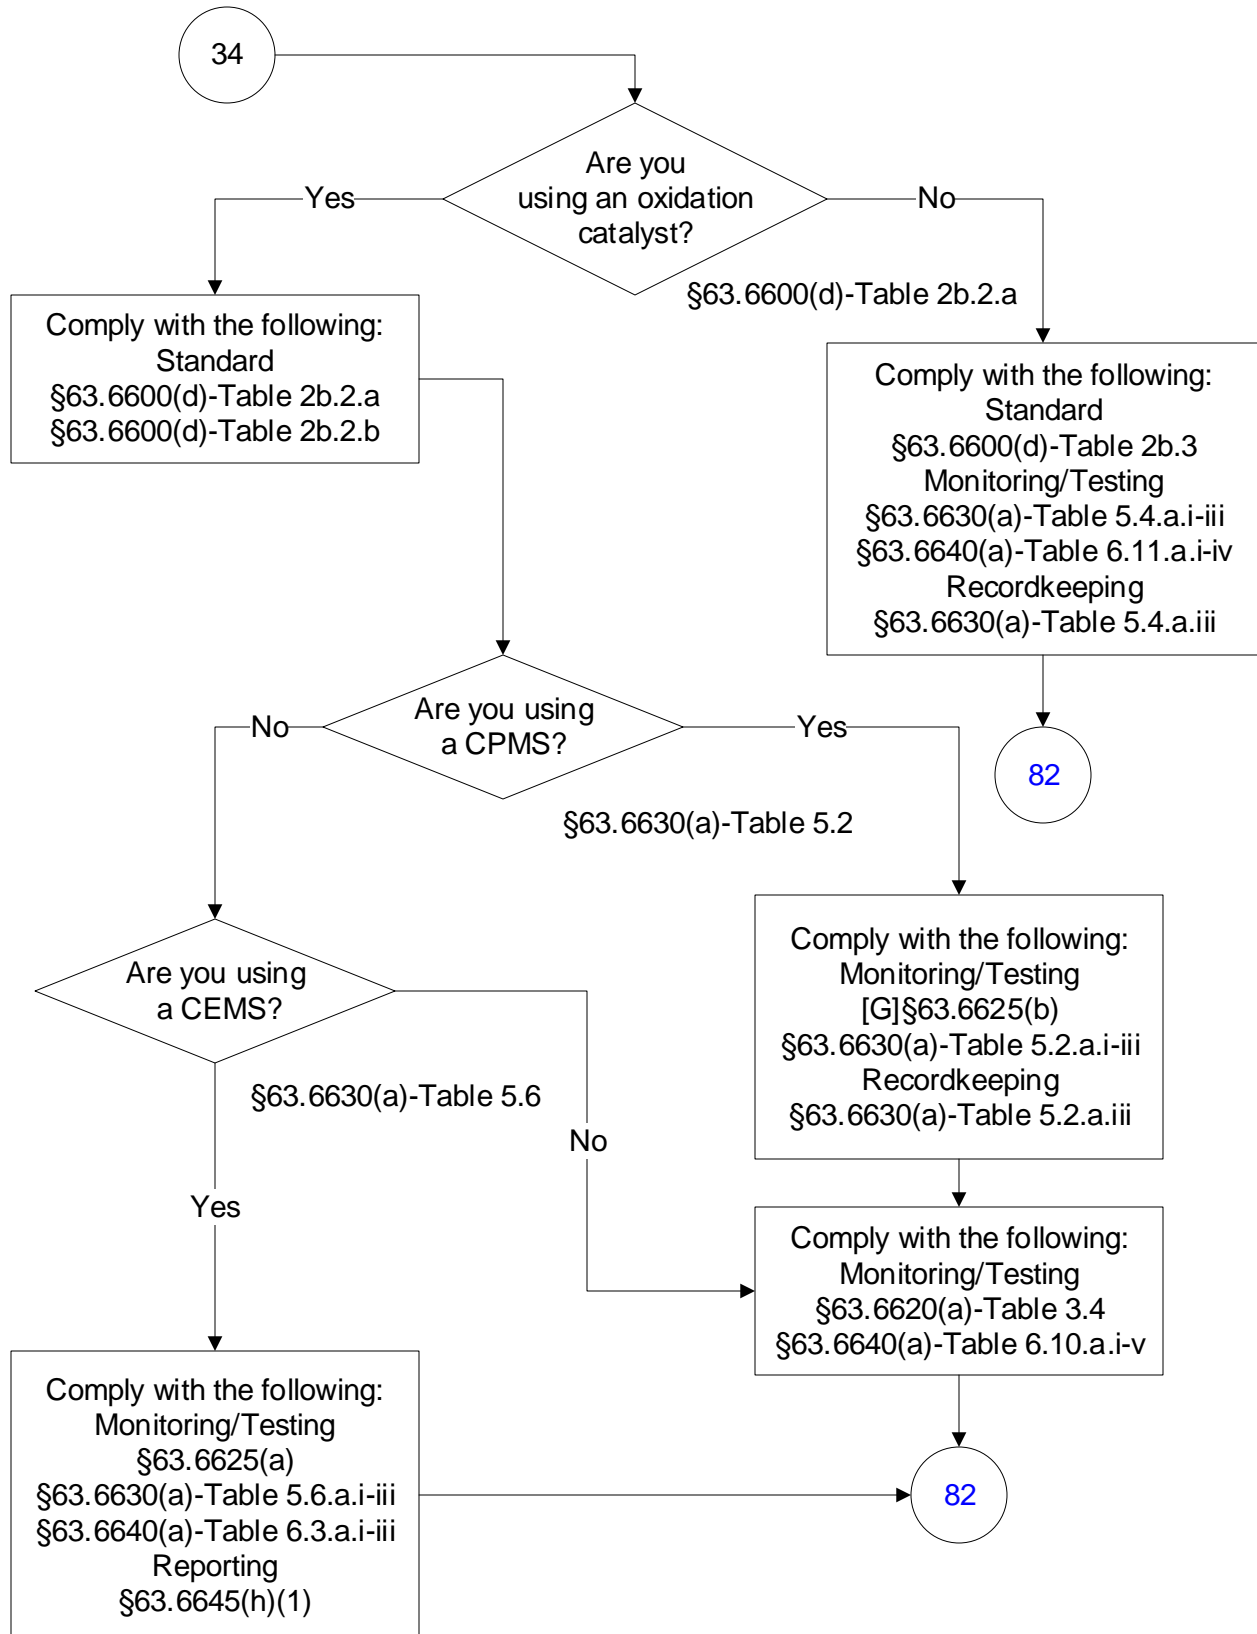 34
Are you
using an oxidation
catalyst?
Yes
No
§63.6600(d)-Table 2b.2.a
Comply with the following:
Standard
§63.6600(d)-Table 2b.2.a
§63.6600(d)-Table 2b.2.b
Comply with the following:
Standard
§63.6600(d)-Table 2b.3
Monitoring/Testing
§63.6630(a)-Table 5.4.a.i-iii
§63.6640(a)-Table 6.11.a.i-iv
Recordkeeping
§63.6630(a)-Table 5.4.a.iii
82
Are you using
a CPMS?
No
Yes
§63.6630(a)-Table 5.2
Are you using
a CEMS?
§63.6630(a)-Table 5.6
No
Yes
Comply with the following:
Monitoring/Testing
[G]§63.6625(b)
§63.6630(a)-Table 5.2.a.i-iii
Recordkeeping
§63.6630(a)-Table 5.2.a.iii
Comply with the following:
Monitoring/Testing
§63.6620(a)-Table 3.4
§63.6640(a)-Table 6.10.a.i-v
Comply with the following:
Monitoring/Testing
§63.6625(a)
§63.6630(a)-Table 5.6.a.i-iii
§63.6640(a)-Table 6.3.a.i-iii
Reporting
§63.6645(h)(1)
82